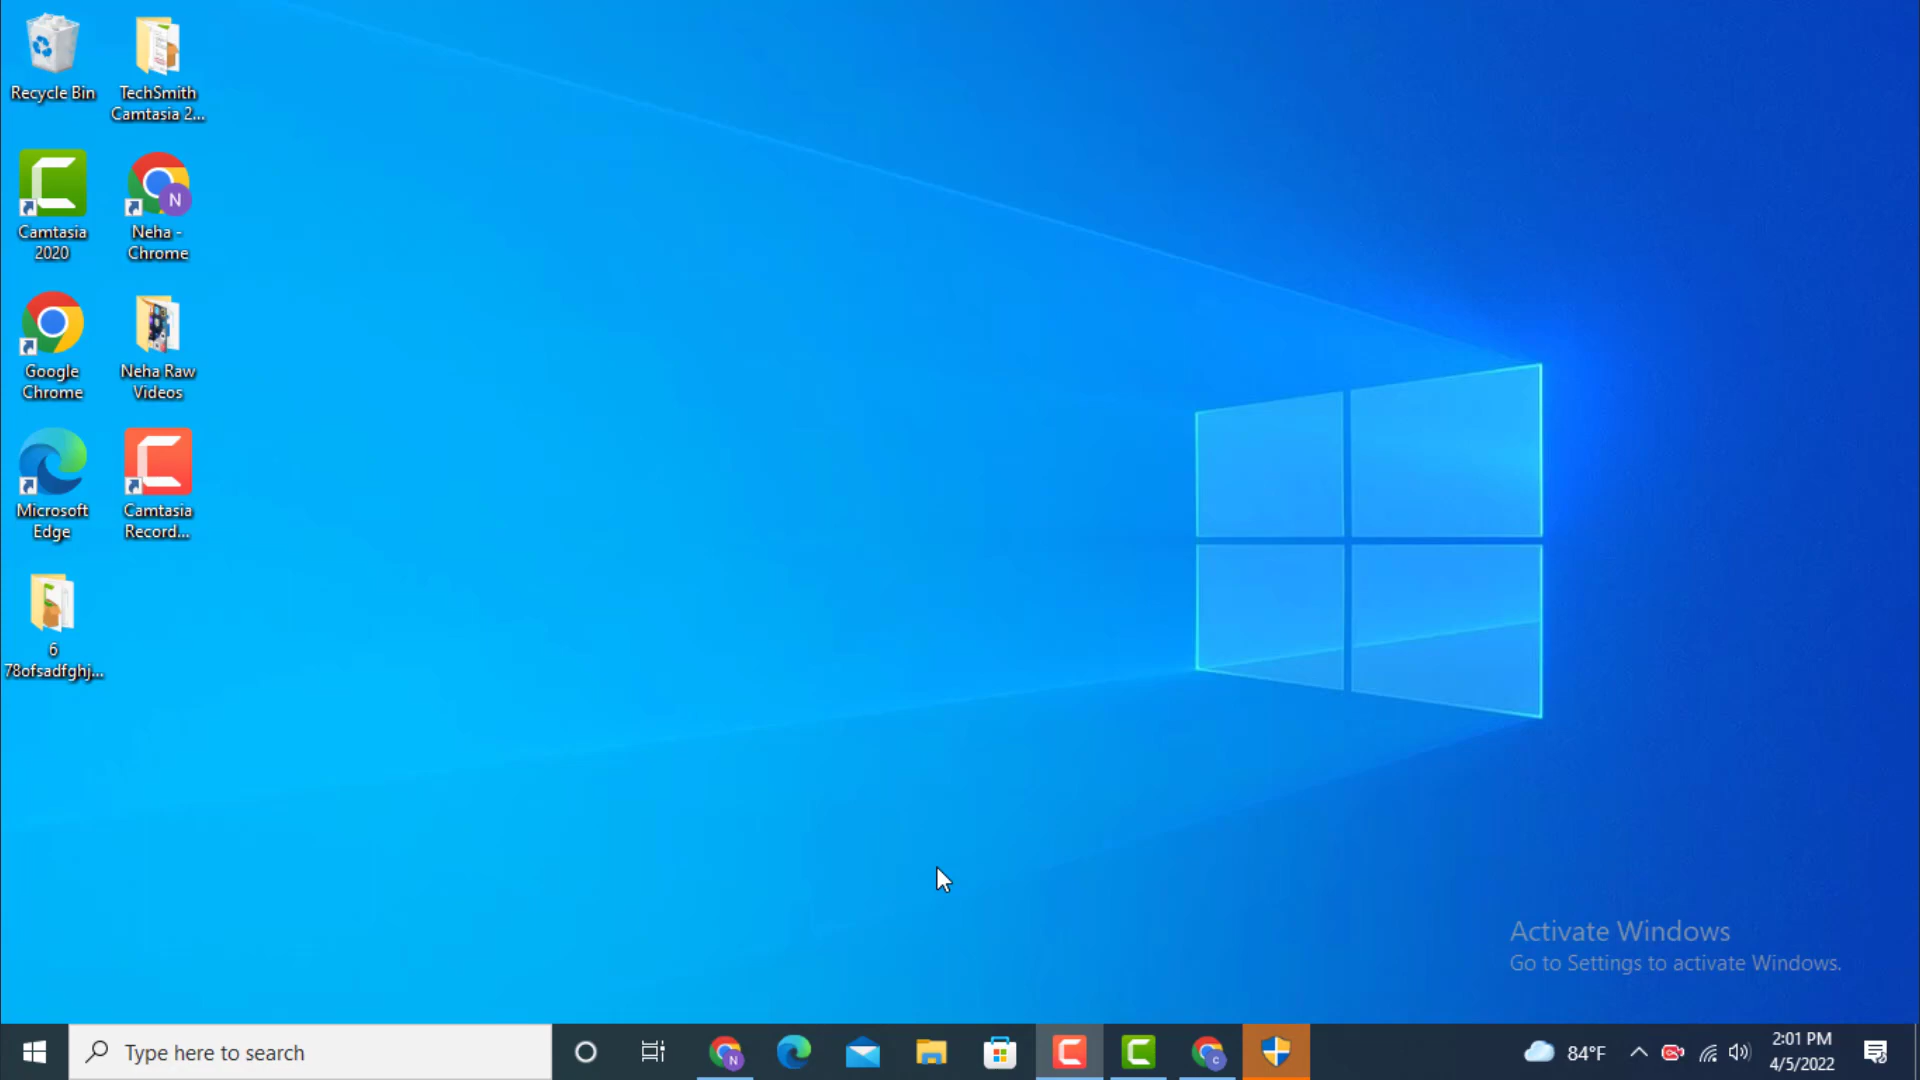 Recycle Bin
TechSmith
Camtasia 2...
Camtasia
2020
N
Neha -
Chrome
Google
Chrome
Neha Raw
Videos
Microsoft
Edge
Camtasia
Record...
6
78ofsadfghj...
Activate Windows
Go to Settings to activate Windows.
Type here to search
N
C
84°F
2:01 PM
4/5/2022